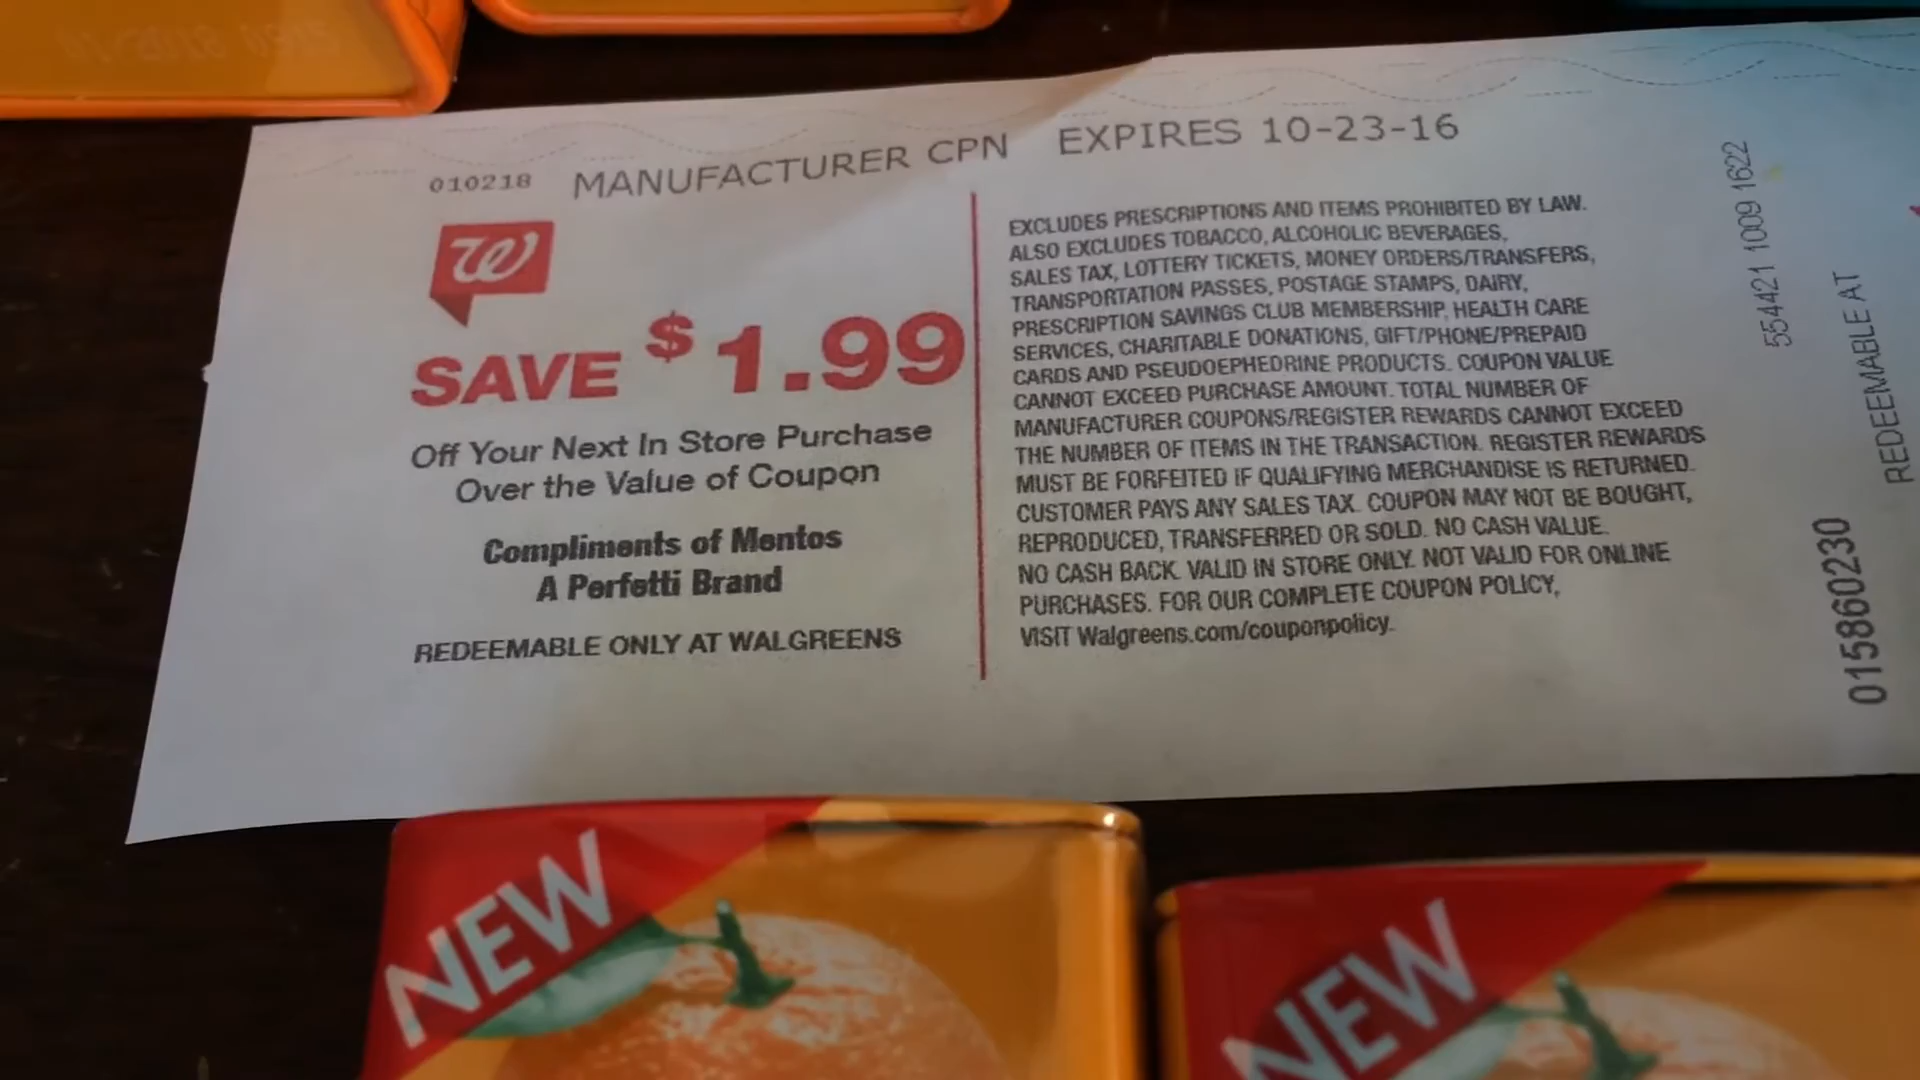 010218 MANUFACTURER CPN EXPIRES 10-23-16
W
SAVE $1.99
Off Your Next In Store Purchase
Over the Value of Coupon
Compliments of Mentos
A Perfetti Brand
REDEEMABLE ONLY AT WALGREENS
EXCLUDES PRESCRIPTIONS AND ITEMS PROHIBITED BY LAW.
ALSO EXCLUDES TOBACCO, ALCOHOLIC BEVERAGES,
SALES TAX, LOTTERY TICKETS, MONEY ORDERS/TRANSFERS,
TRANSPORTATION PASSES, POSTAGE STAMPS, DAIRY,
PRESCRIPTION SAVINGS CLUB MEMBERSHIP, HEALTH CARE
SERVICES, CHARITABLE DONATIONS, GIFT/PHONE/PREPAID
CARDS AND PSEUDOEPHEDRINE PRODUCTS. COUPON VALUE
CANNOT EXCEED PURCHASE AMOUNT. TOTAL NUMBER OF
MANUFACTURER COUPONS/REGISTER REWARDS CANNOT EXCEED
THE NUMBER OF ITEMS IN THE TRANSACTION. REGISTER REWARDS
MUST BE FORFEITED IF QUALIFYING MERCHANDISE IS RETURNED.
CUSTOMER PAYS ANY SALES TAX. COUPON MAY NOT BE BOUGHT,
REPRODUCED, TRANSFERRED OR SOLD. NO CASH VALUE.
NO CASH BACK. VALID IN STORE ONLY. NOT VALID FOR ONLINE
PURCHASES. FOR OUR COMPLETE COUPON POLICY,
VISIT Walgreens.com/couponpolicy.
554421 1009 1622
REDEEMABLE AT
015860230
NEW
NEW